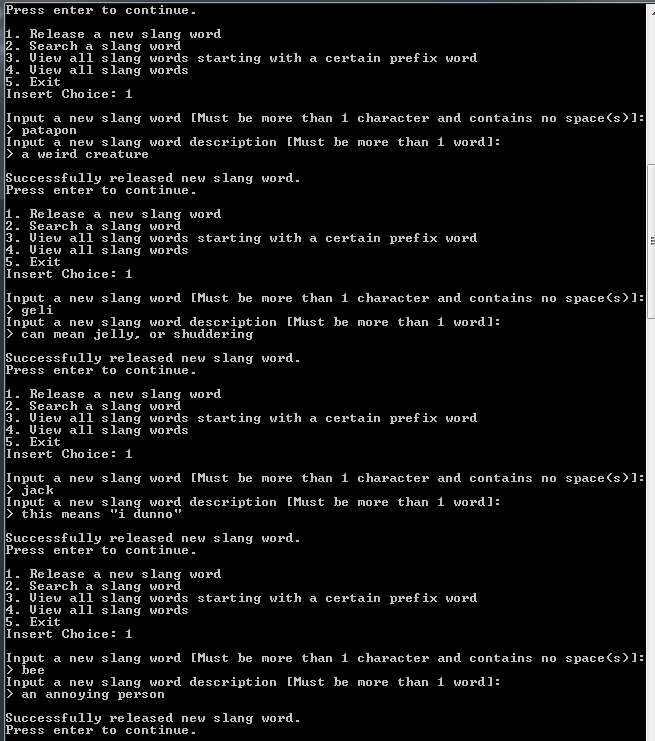 Press enter to continue.
1. Release a new slang word
2. Search a slang word
3. View all slang words starting with a certain prefix word
4. View all slang words
5. Exit
Insert Choice: 1
Input a new slang word [Must be more than 1 character and contains no space(s)]:
> patapon
Input a new slang word description [Must be more than 1 word]:
> a weird creature
Successfully released new slang word.
Press enter to continue.
1. Release a new slang word
2. Search a slang word
3. View all slang words starting with a certain prefix word
4. View all slang words
5. Exit
Insert Choice: 1
Input a new slang word [Must be more than 1 character and contains no space(s)]:
> geli
Input a new slang word description [Must be more than 1 word]:
> can mean jelly, or shuddering
Successfully released new slang word.
Press enter to continue.
1. Release a new slang word
2. Search a slang word
3. View all slang words starting with a certain prefix word
4. View all slang words
5. Exit
Insert Choice: 1
Input a new slang word [Must be more than 1 character and contains no space(s)]:
> jack
Input a new slang word description [Must be more than 1 word]:
> this means "i dunno"
Successfully released new slang word.
Press enter to continue.
1. Release a new slang word
2. Search a slang word
3. View all slang words starting with a certain prefix word
4. View all slang words
5. Exit
Insert Choice: 1
Input a new slang word [Must be more than 1 character and contains no space(s)]:
> bee
Input a new slang word description [Must be more than 1 word]:
> an annoying person
Successfully released new slang word.
Press enter to continue.